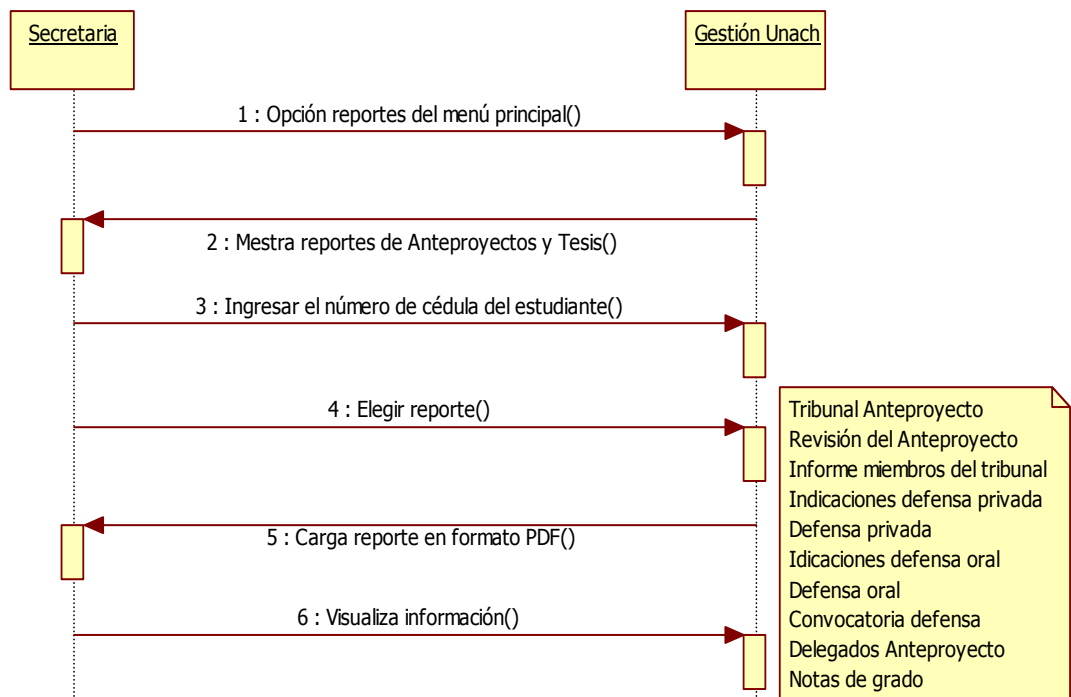 Secretaria
Gestión Unach
1 : Opción reportes del menú principal()
2 : Mestra reportes de Anteproyectos y Tesis()
3 : Ingresar el número de cédula del estudiante()
4 : Elegir reporte()
Tribunal Anteproyecto
Revisión del Anteproyecto
Informe miembros del tribunal
Indicaciones defensa privada
Defensa privada
Idicaciones defensa oral
Defensa oral
Convocatoria defensa
Delegados Anteproyecto
Notas de grado
5 : Carga reporte en formato PDF()
6 : Visualiza información()